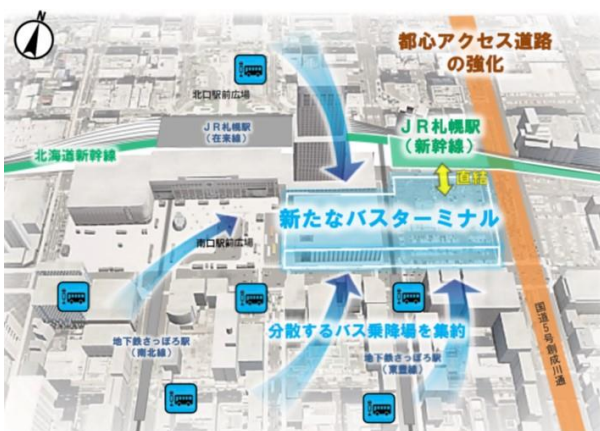 N
都心アクセス道路
の強化
北口駅前広場
JR札幌駅
(在来線)
JR札幌駅
(新幹線)
北海道新幹線
直結
新たなバスターミナル
南口駅前広場
分散するバス乗降場を集約
地下鉄さっぽろ駅
(南北線)
地下鉄さっぽろ駅
(東豊線)
国道5号創成川通